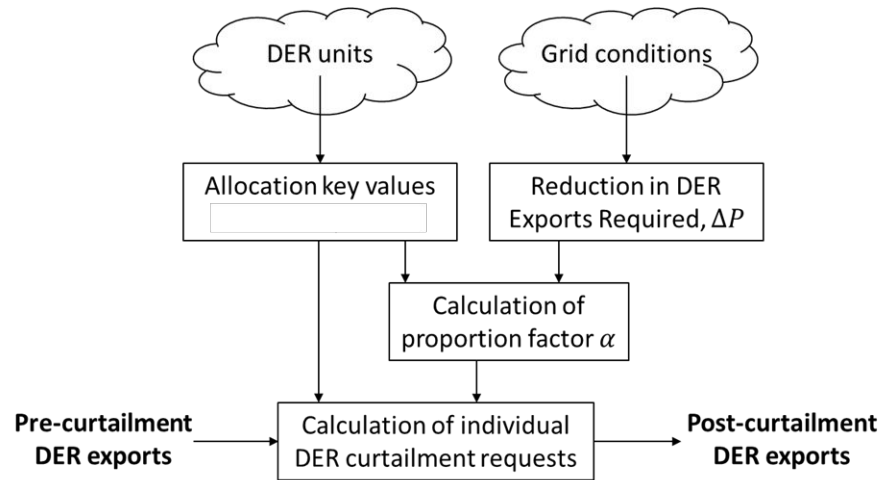 DER units
Grid conditions
Allocation key values
Reduction in DER
Exports Required, Δ𝑃
Calculation of
proportion factor 𝛼
Pre-curtailment
DER exports
Calculation of individual
DER curtailment requests
Post-curtailment
DER exports